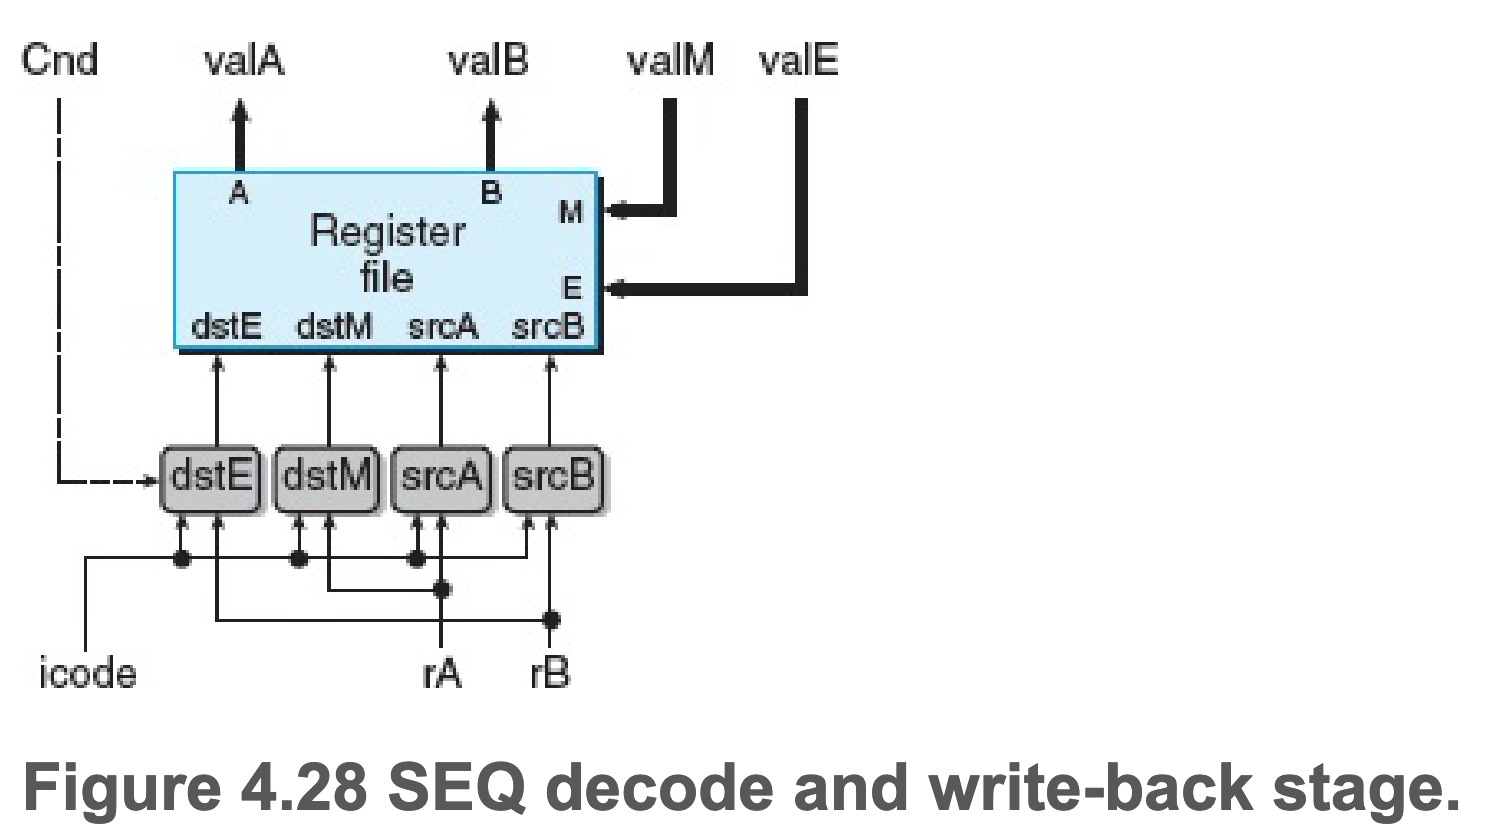 Cnd valA valB valM valE
A B M
Register
file
E
dstE dstM srcA srcB
dstE dstM srcA srcB
icode rA rB
Figure 4.28 SEQ decode and write-back stage.